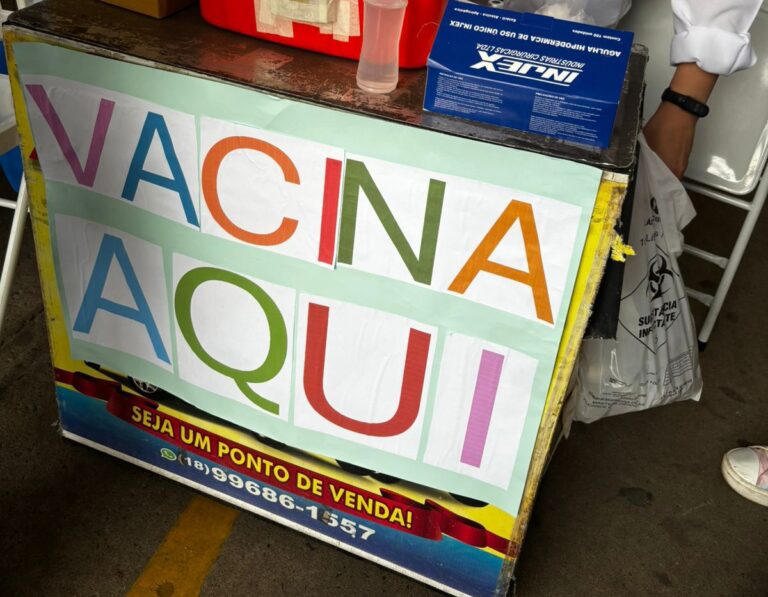 INJEX
INDÚSTRIAS CIRÚRGICAS LTDA
AGULHA HIPODÉRMICA DE USO ÚNICO INJEX
VACINA
AQUI
SEJA UM PONTO DE VENDA!
(18) 99686-1557